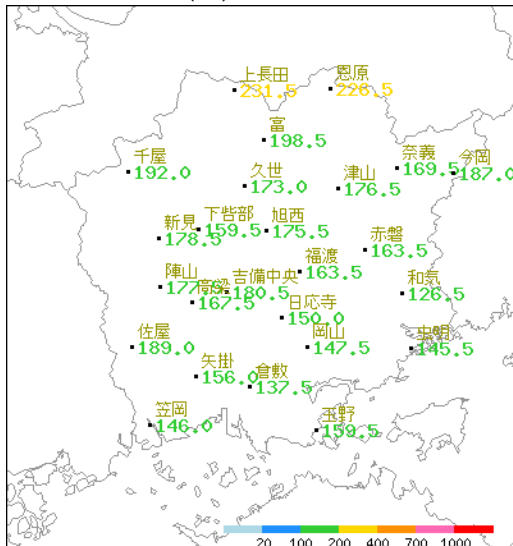 上長田
231.5
恩原
226.5
富
198.5
千屋
192.0
奈義
169.5
今岡
187.0
久世
173.0
津山
176.5
下呰部
159.5
旭西
175.5
新見
178.5
赤磐
163.5
福渡
163.5
陣山
高梁
167.5
吉備中央
180.5
和気
126.5
日応寺
150.0
佐屋
189.0
岡山
147.5
虫明
145.5
矢掛
156.0
倉敷
137.5
笠岡
146.0
玉野
159.5
20 100 200 400 700 1000